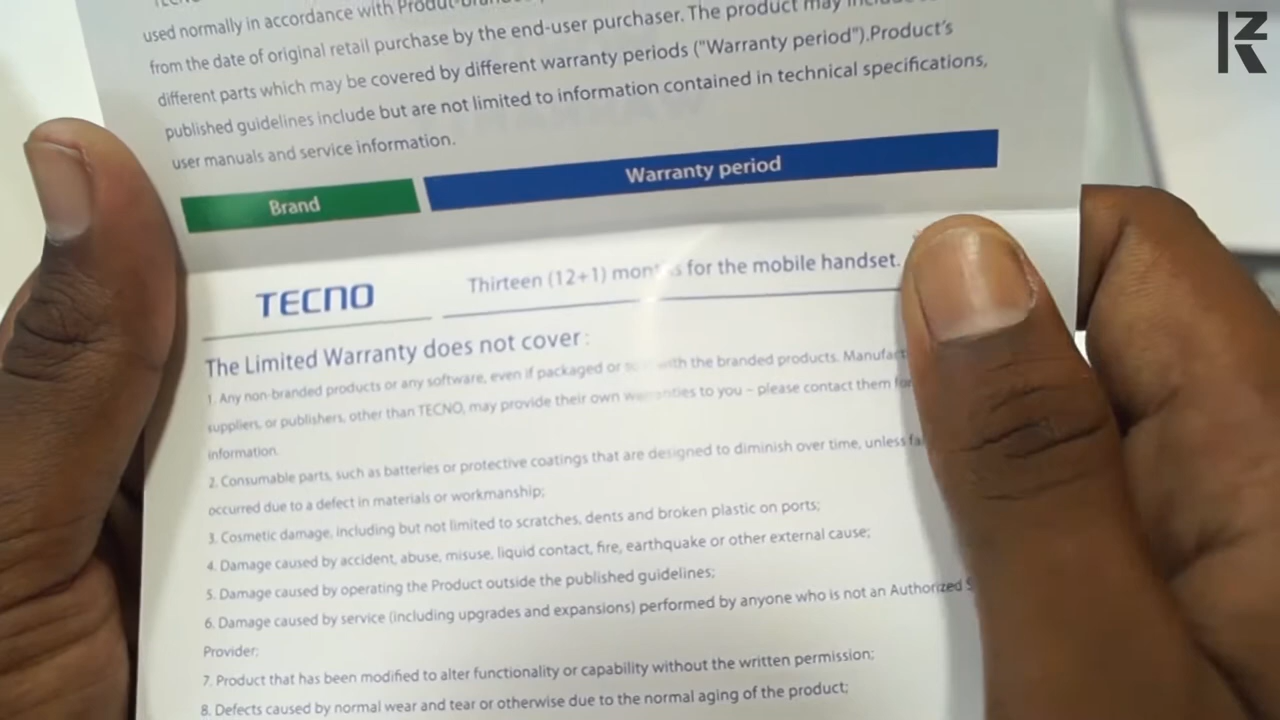 used normally in accordance with
from the date of original retail purchase by the end-user purchaser. The product may
different parts which may be covered by different warranty periods ("Warranty period").Product's
published guidelines include but are not limited to information contained in technical specifications,
user manuals and service information.
Brand Warranty period
TECNO Thirteen (12+1) months for the mobile handset.
The Limited Warranty does not cover :
1. Any non-branded products or any software, even if packaged or with the branded products.
suppliers, or publishers, other than TECNO, may provide their own warranties to you – please contact them for
information.
2. Consumable parts, such as batteries or protective coatings that are designed to diminish over time, unless
occurred due to a defect in materials or workmanship;
3. Cosmetic damage, including but not limited to scratches, dents and broken plastic on ports;
4. Damage caused by accident, abuse, misuse, liquid contact, fire, earthquake or other external cause;
5. Damage caused by operating the Product outside the published guidelines;
6. Damage caused by service (including upgrades and expansions) performed by anyone who is not an Authorized
Provider;
7. Product that has been modified to alter functionality or capability without the written permission;
8. Defects caused by normal wear and tear or otherwise due to the normal aging of the product;